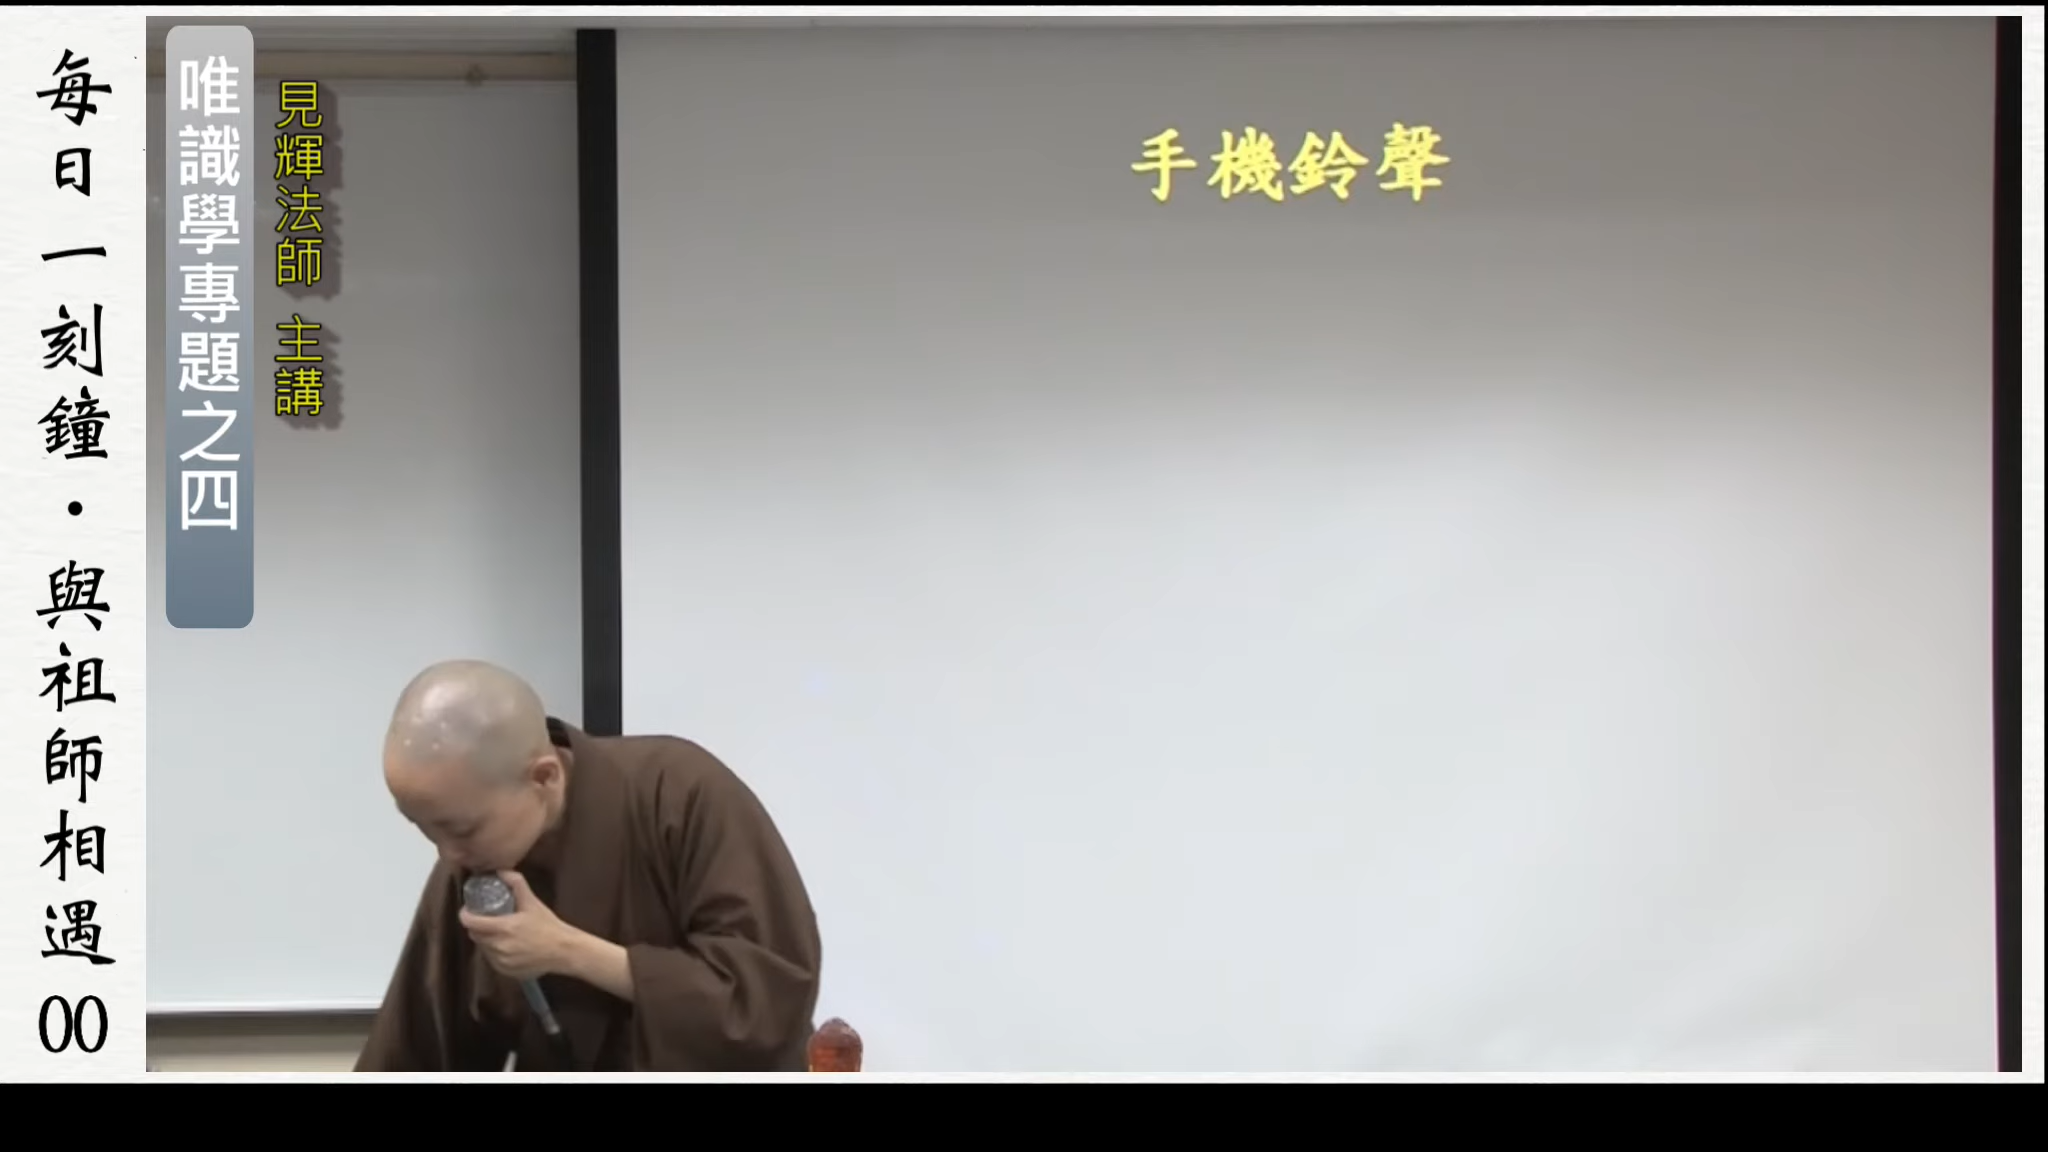 每日一刻鐘・與祖師相遇00
唯識學專題之四
見輝法師 主講
手機鈴聲